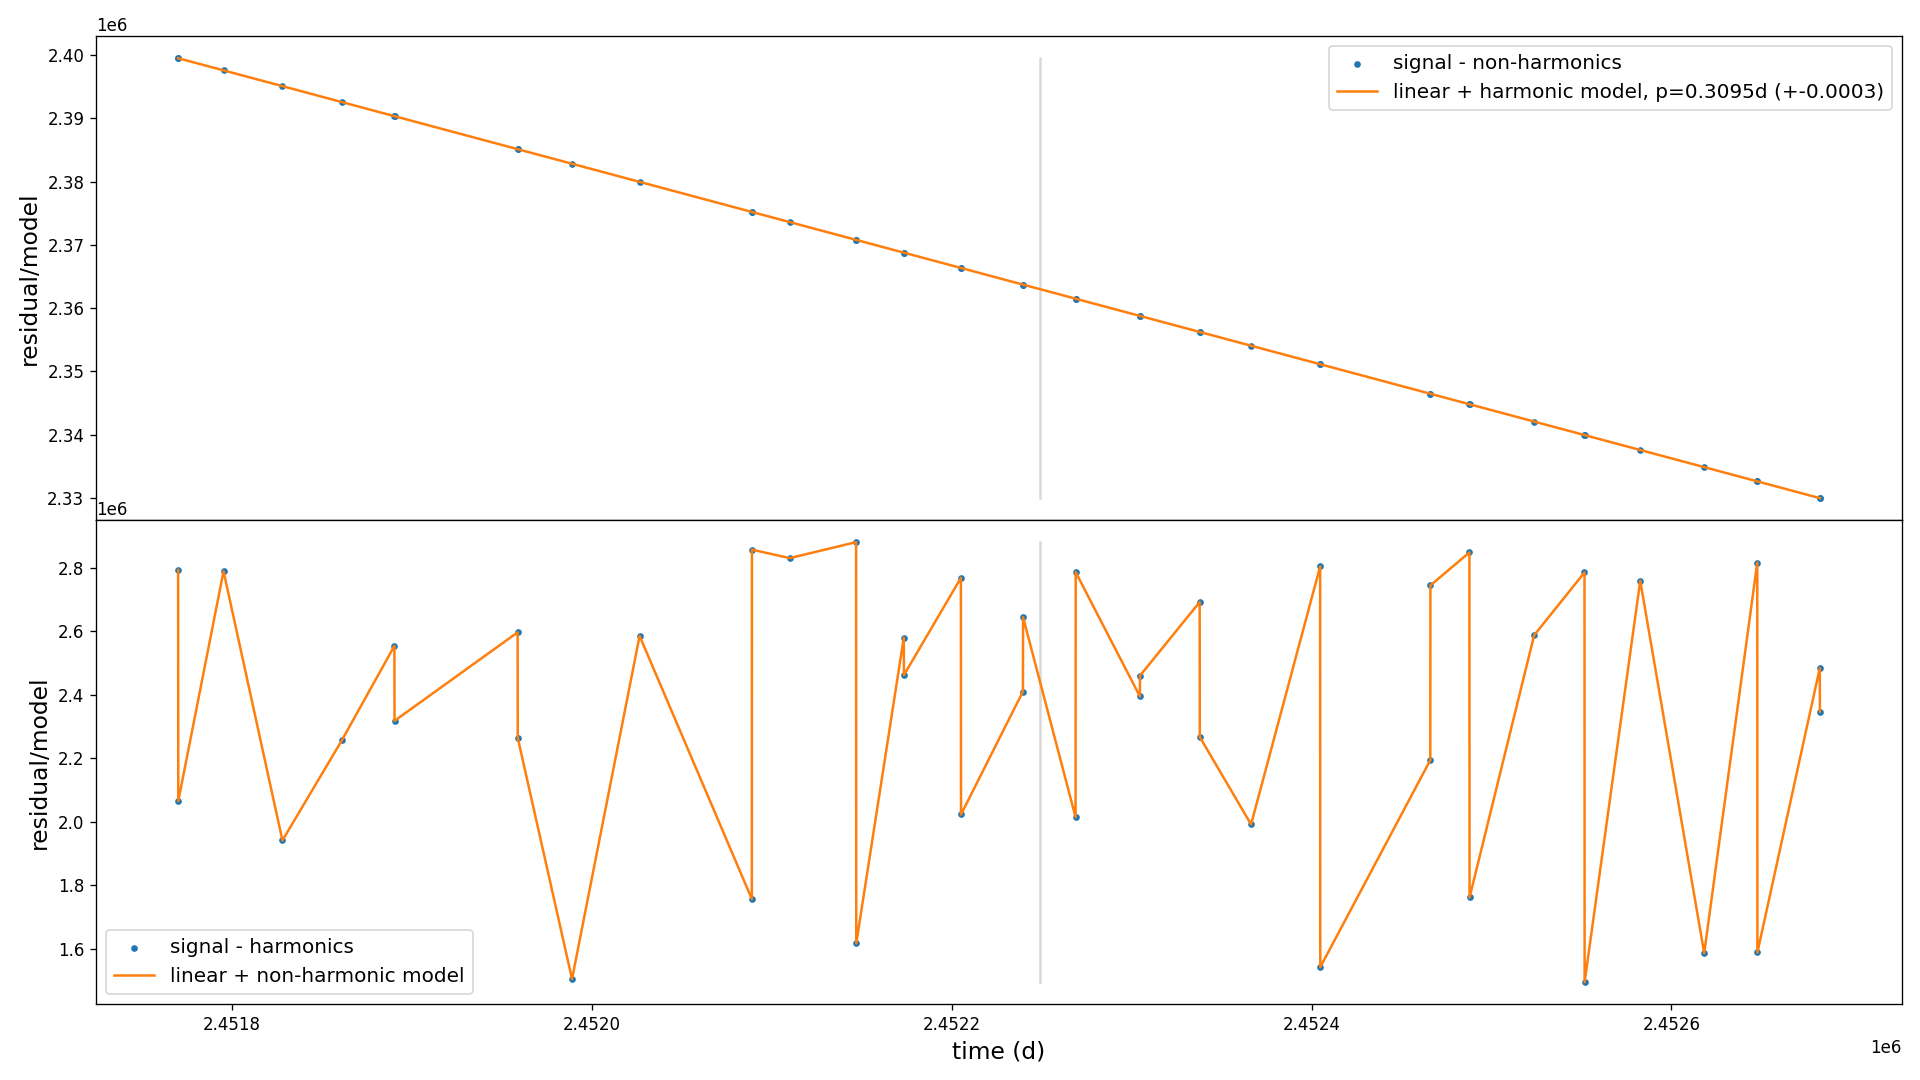 1e6
2.40
2.39
2.38
2.37
2.36
2.35
2.34
2.33
residual/model
signal - non-harmonics
linear + harmonic model, p=0.3095d (+-0.0003)
1e6
2.8
2.6
2.4
2.2
2.0
1.8
1.6
residual/model
signal - harmonics
linear + non-harmonic model
2.4518 2.4520 2.4522 2.4524 2.4526
1e6
time (d)